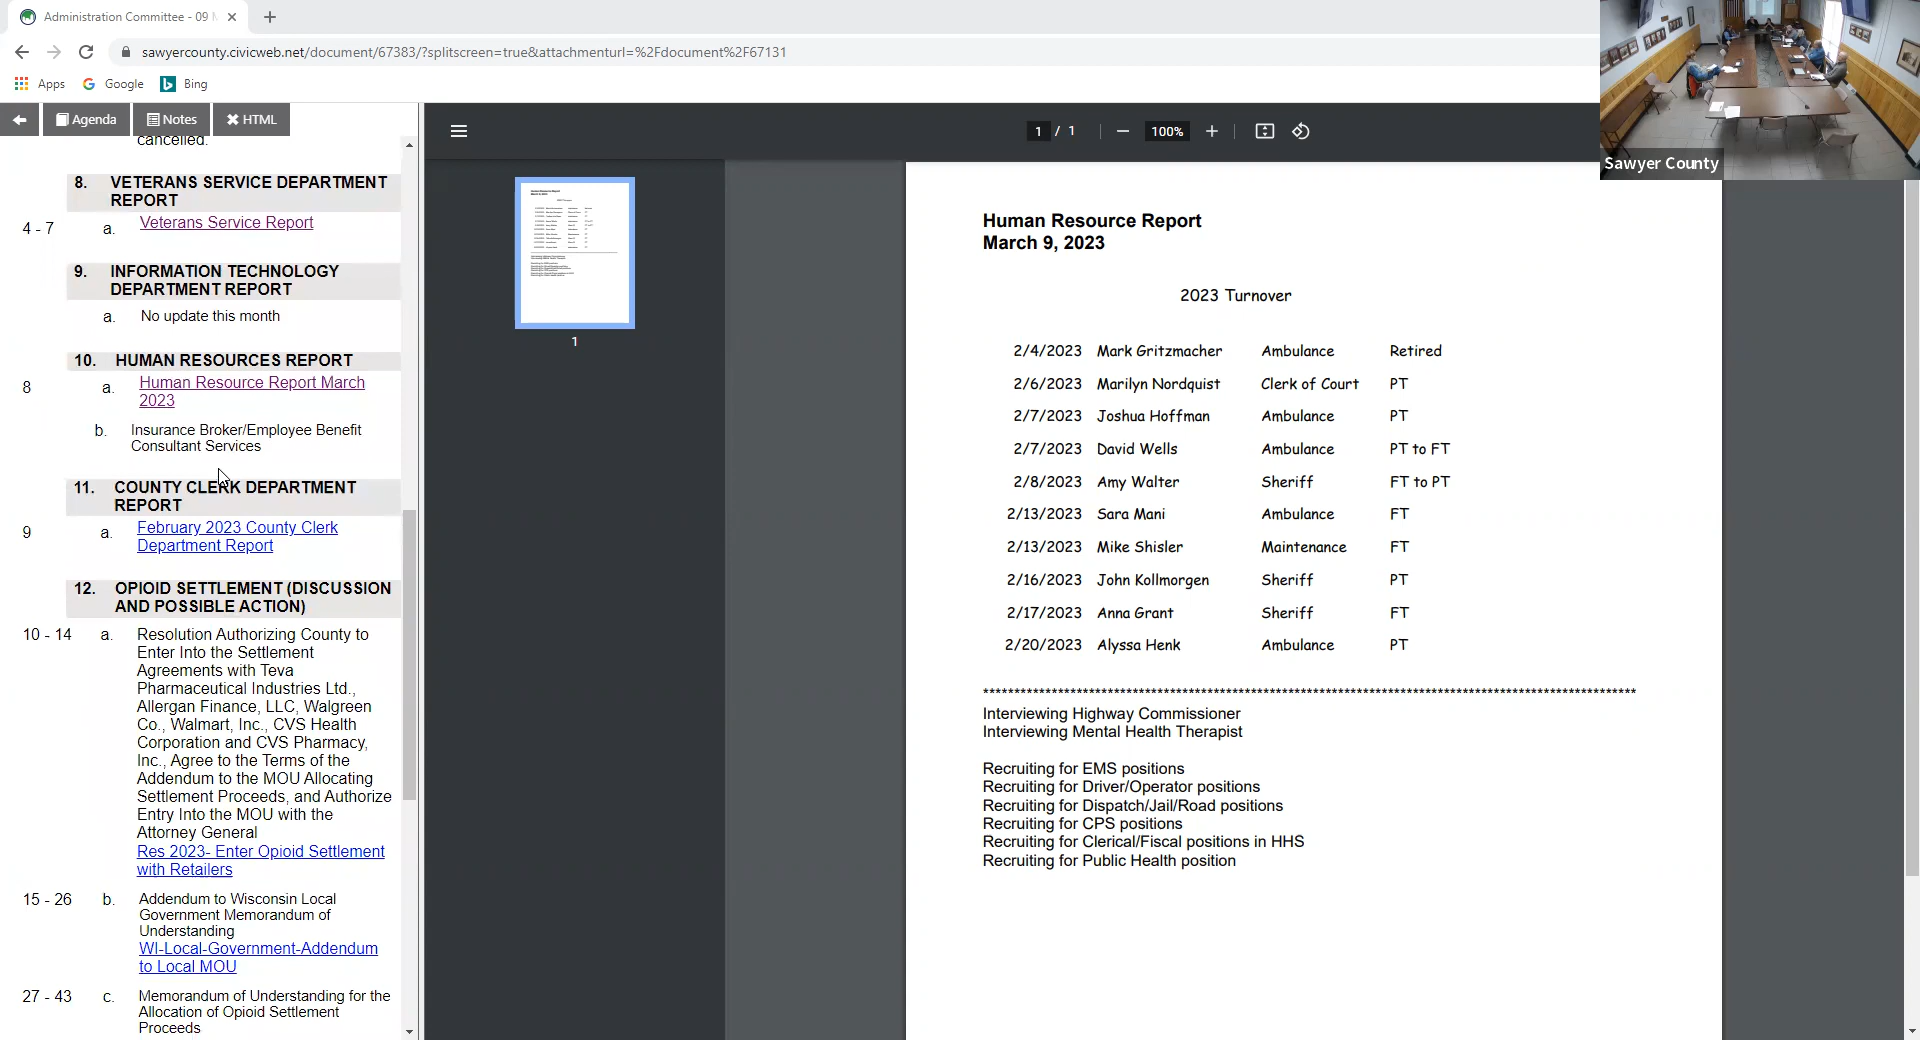 Administration Committee - 09 M
sawyercounty.civicweb.net/document/67383/?splitscreen=true&attachmenturl=%2Fdocument%2F67131
Apps Google Bing
Agenda Notes HTML
cancelled.
8. VETERANS SERVICE DEPARTMENT
REPORT
4 - 7 a. Veterans Service Report
9. INFORMATION TECHNOLOGY
DEPARTMENT REPORT
a. No update this month
10. HUMAN RESOURCES REPORT
8 a. Human Resource Report March
2023
b. Insurance Broker/Employee Benefit
Consultant Services
11. COUNTY CLERK DEPARTMENT
REPORT
9 a. February 2023 County Clerk
Department Report
12. OPIOID SETTLEMENT (DISCUSSION
AND POSSIBLE ACTION)
10 - 14 a. Resolution Authorizing County to
Enter Into the Settlement
Agreements with Teva
Pharmaceutical Industries Ltd.,
Allergan Finance, LLC, Walgreen
Co., Walmart, Inc., CVS Health
Corporation and CVS Pharmacy,
Inc., Agree to the Terms of the
Addendum to the MOU Allocating
Settlement Proceeds, and Authorize
Entry Into the MOU with the
Attorney General
Res 2023- Enter Opioid Settlement
with Retailers
15 - 26 b. Addendum to Wisconsin Local
Government Memorandum of
Understanding
WI-Local-Government-Addendum
to Local MOU
27 - 43 c. Memorandum of Understanding for the
Allocation of Opioid Settlement
Proceeds
1 / 1 100%
1
Human Resource Report
March 9, 2023
2023 Turnover
2/4/2023 Mark Gritzmacher Ambulance Retired
2/6/2023 Marilyn Nordquist Clerk of Court PT
2/7/2023 Joshua Hoffman Ambulance PT
2/7/2023 David Wells Ambulance PT to FT
2/8/2023 Amy Walter Sheriff FT to PT
2/13/2023 Sara Mani Ambulance FT
2/13/2023 Mike Shisler Maintenance FT
2/16/2023 John Kollmorgen Sheriff PT
2/17/2023 Anna Grant Sheriff FT
2/20/2023 Alyssa Henk Ambulance PT
Interviewing Highway Commissioner
Interviewing Mental Health Therapist
Recruiting for EMS positions
Recruiting for Driver/Operator positions
Recruiting for Dispatch/Jail/Road positions
Recruiting for CPS positions
Recruiting for Clerical/Fiscal positions in HHS
Recruiting for Public Health position
Sawyer County